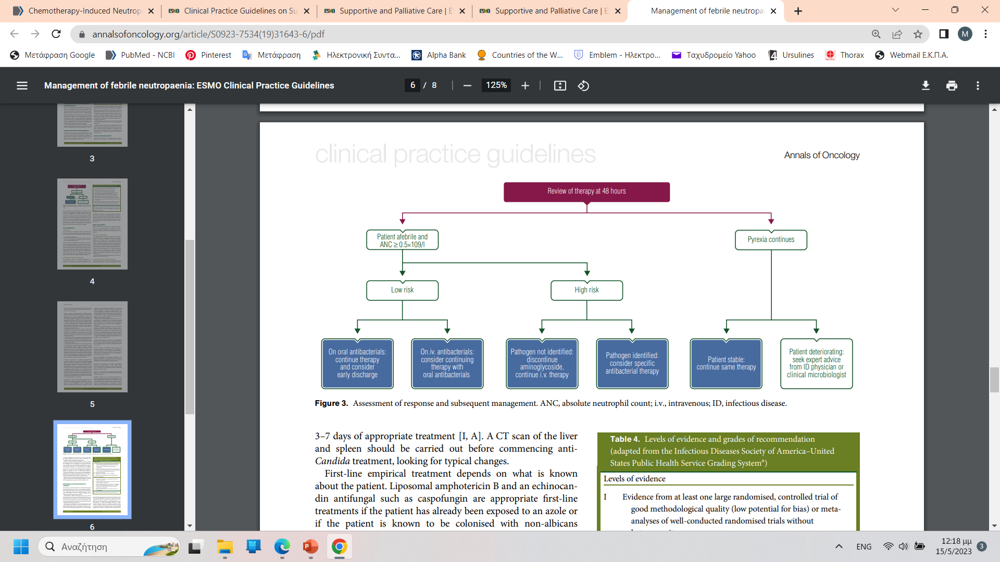 Chemotherapy-Induced Neutrop
Clinical Practice Guidelines on Su
Supportive and Palliative Care | E
Supportive and Palliative Care | E
Management of febrile neutropa
annalsofoncology.org/article/S0923-7534(19)31643-6/pdf
M
Μετάφραση Google
PubMed - NCBI
Pinterest
Μετάφραση
Ηλεκτρονική Συντα...
Alpha Bank
Countries of the W...
Emblem - Ηλεκτρο...
Ταχυδρομείο Yahoo
Ursulines
Thorax
Webmail Ε.Κ.Π.Α.
Management of febrile neutropaenia: ESMO Clinical Practice Guidelines
6 / 8
125%
3
4
5
6
clinical practice guidelines
Annals of Oncology
Review of therapy at 48 hours
Patient afebrile and
ANC ≥ 0.5×109/l
Pyrexia continues
Low risk
High risk
On oral antibacterials:
continue therapy
and consider
early discharge
On.iv. antibacterials:
consider continuing
therapy with
oral antibacterials
Pathogen not identified:
discontinue
aminoglycoside,
continue i.v. therapy
Pathogen identified:
consider specific
antibacterial therapy
Patient stable:
continue same therapy
Patient deteriorating:
seek expert advice
from ID physician or
clinical microbiologist
Figure 3. Assessment of response and subsequent management. ANC, absolute neutrophil count; i.v., intravenous; ID, infectious disease.
3–7 days of appropriate treatment [I, A]. A CT scan of the liver
and spleen should be carried out before commencing anti-
Candida treatment, looking for typical changes.
First-line empirical treatment depends on what is known
about the patient. Liposomal amphotericin B and an echinocan-
din antifungal such as caspofungin are appropriate first-line
treatments if the patient has already been exposed to an azole or
if the patient is known to be colonised with non-albicans
Table 4. Levels of evidence and grades of recommendation
(adapted from the Infectious Diseases Society of America–United
States Public Health Service Grading Systemᵃ)
Levels of evidence
I Evidence from at least one large randomised, controlled trial of
good methodological quality (low potential for bias) or meta-
analyses of well-conducted randomised trials without
Αναζήτηση
ENG
12:18 μμ
15/5/2023
3